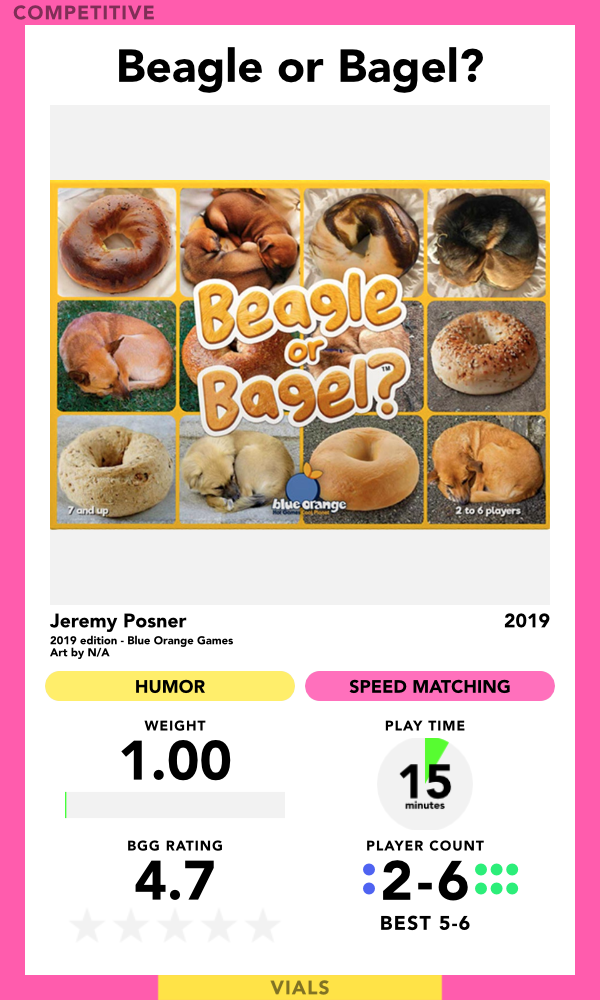 COMPETITIVE
Beagle or Bagel?
Beagle
or
Bagel?™
blue orange
7 and up
2 to 6 players
Jeremy Posner
2019
2019 edition - Blue Orange Games
Art by N/A
HUMOR
SPEED MATCHING
WEIGHT
1.00
PLAY TIME
15
minutes
BGG RATING
4.7
PLAYER COUNT
2-6
BEST 5-6
VIALS